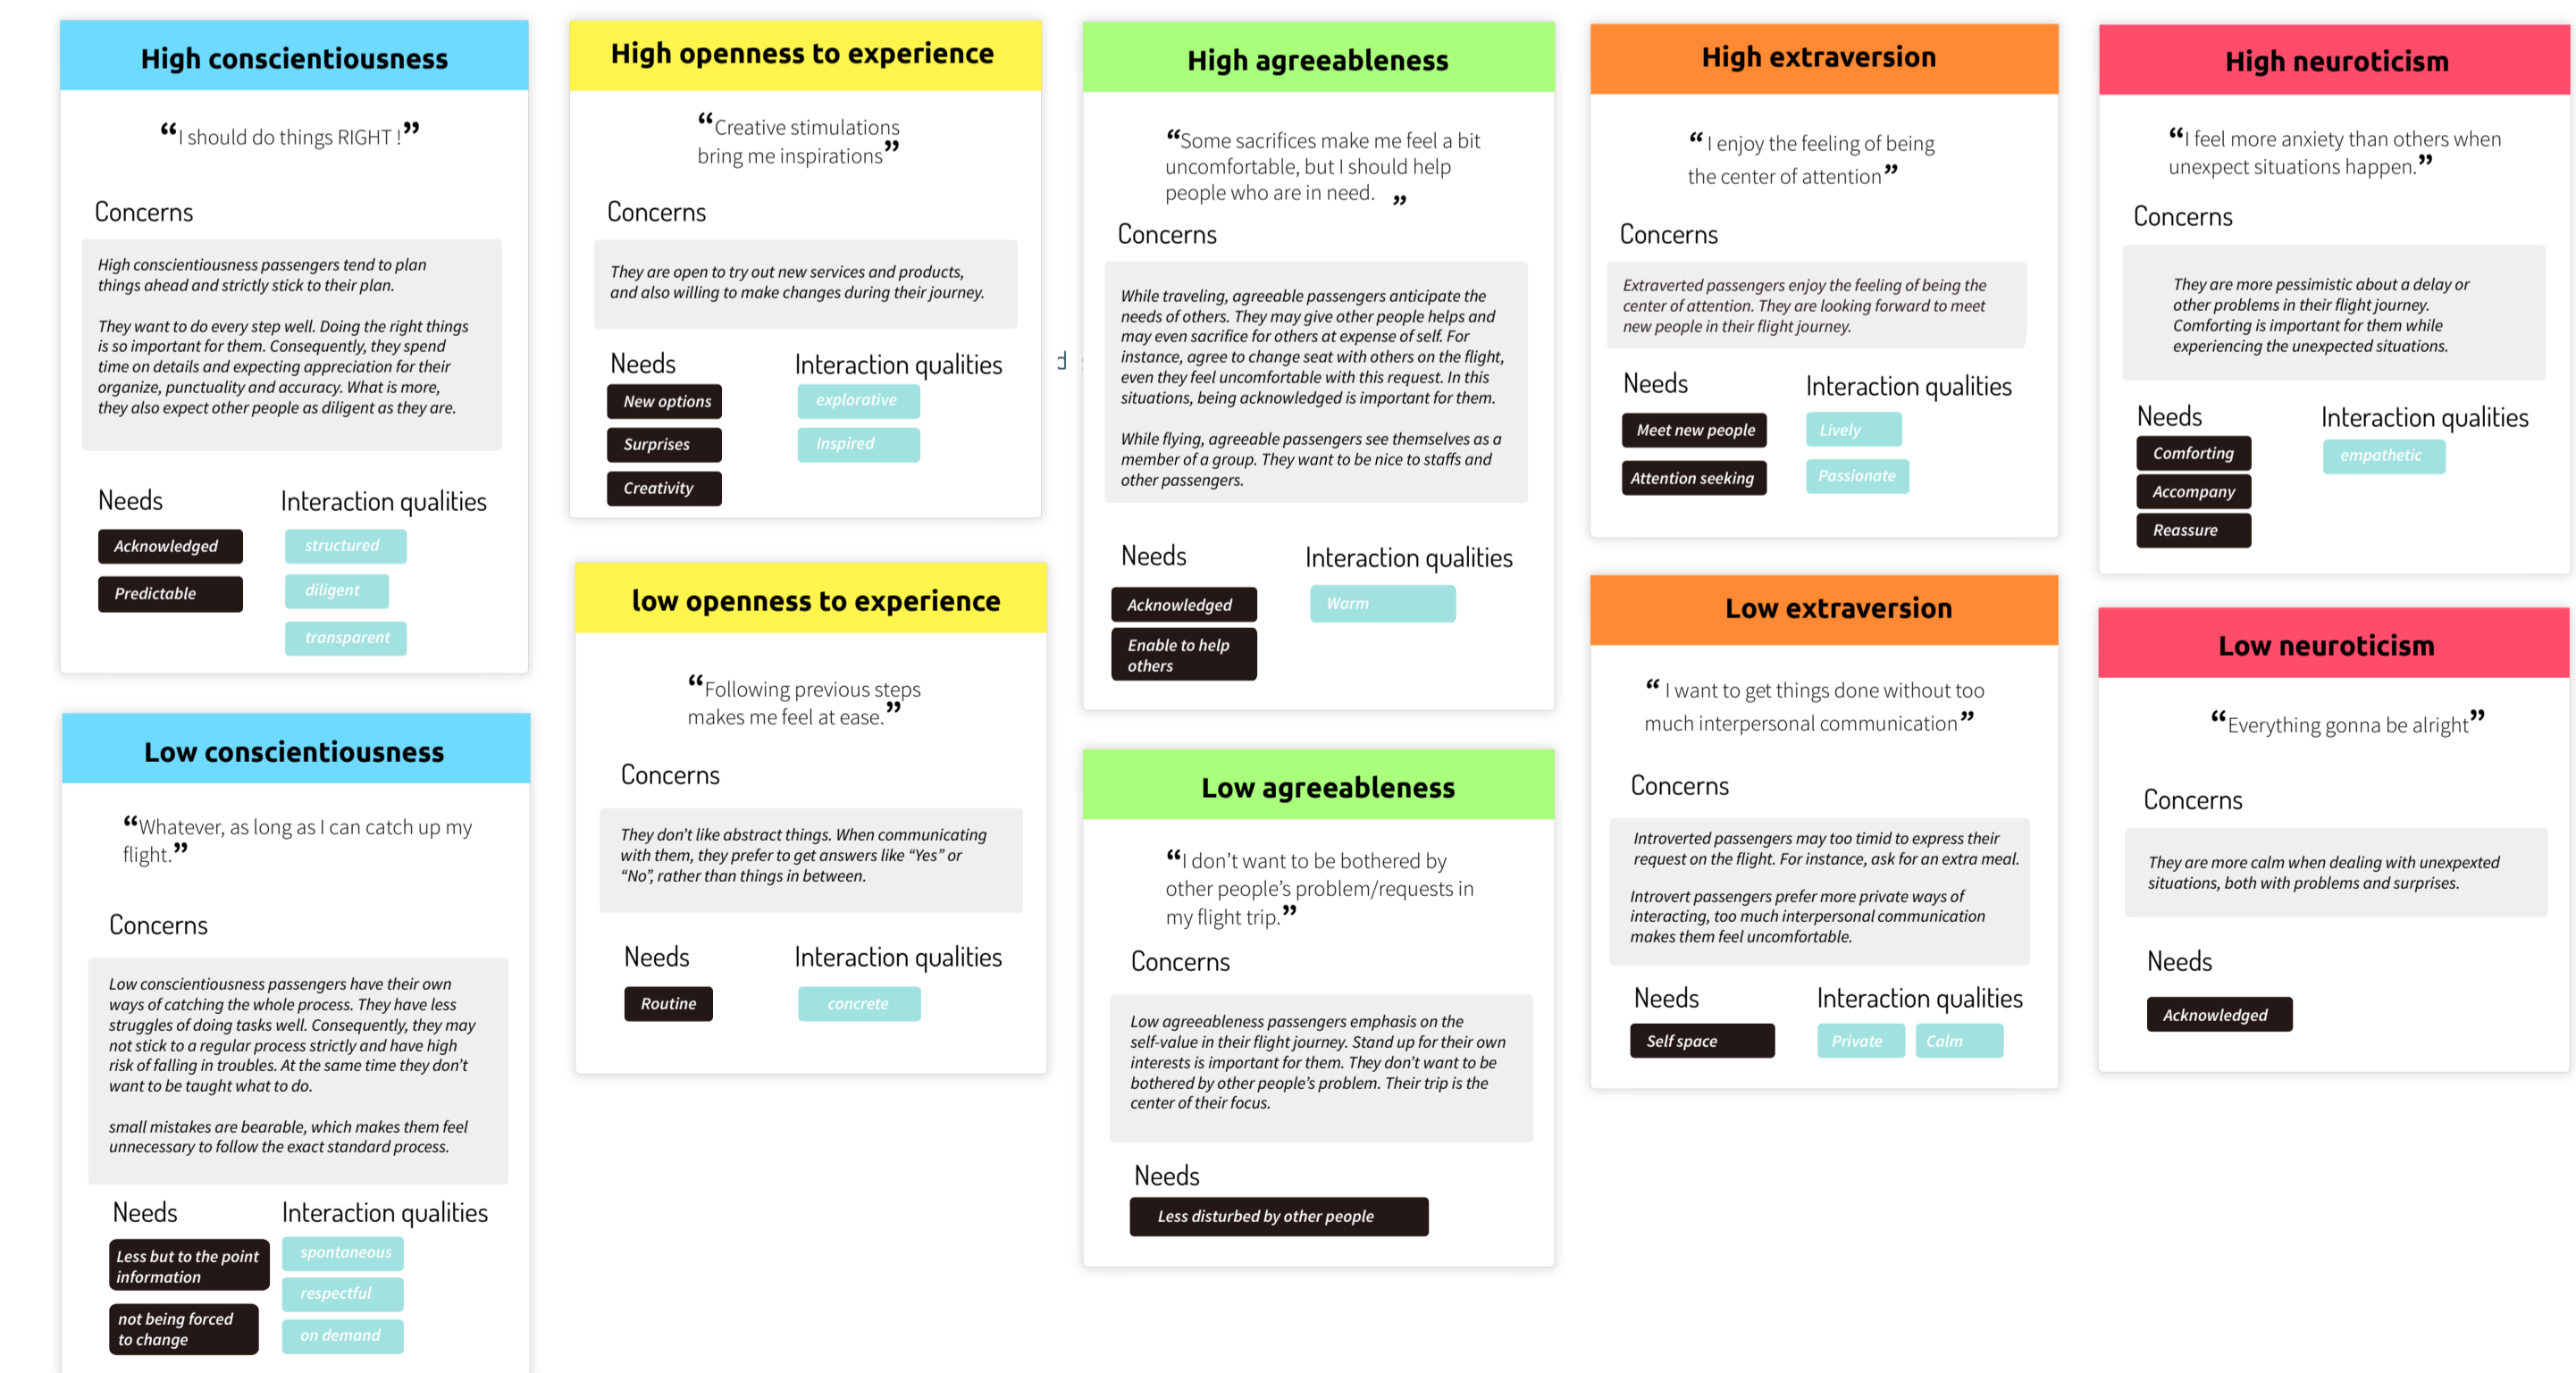 High conscientiousness
“I should do things RIGHT !”
Concerns
High conscientiousness passengers tend to plan
things ahead and strictly stick to their plan.
They want to do every step well. Doing the right things
is so important for them. Consequently, they spend
time on details and expecting appreciation for their
organize, punctuality and accuracy. What is more,
they also expect other people as diligent as they are.
Needs
Acknowledged
Predictable
Interaction qualities
structured
diligent
transparent
Low conscientiousness
“Whatever, as long as I can catch up my
flight.”
Concerns
Low conscientiousness passengers have their own
ways of catching the whole process. They have less
struggles of doing tasks well. Consequently, they may
not stick to a regular process strictly and have high
risk of falling in troubles. At the same time they don’t
want to be taught what to do.
small mistakes are bearable, which makes them feel
unnecessary to follow the exact standard process.
Needs
Less but to the point
information
not being forced
to change
Interaction qualities
spontaneous
respectful
on demand
High openness to experience
“Creative stimulations
bring me inspirations”
Concerns
They are open to try out new services and products,
and also willing to make changes during their journey.
Needs
New options
Surprises
Creativity
Interaction qualities
explorative
Inspired
d
low openness to experience
“Following previous steps
makes me feel at ease.”
Concerns
They don’t like abstract things. When communicating
with them, they prefer to get answers like “Yes” or
“No”, rather than things in between.
Needs
Routine
Interaction qualities
concrete
High agreeableness
“Some sacrifices make me feel a bit
uncomfortable, but I should help
people who are in need. ”
Concerns
While traveling, agreeable passengers anticipate the
needs of others. They may give other people helps and
may even sacrifice for others at expense of self. For
instance, agree to change seat with others on the flight,
even they feel uncomfortable with this request. In this
situations, being acknowledged is important for them.
While flying, agreeable passengers see themselves as a
member of a group. They want to be nice to staffs and
other passengers.
Needs
Acknowledged
Enable to help
others
Interaction qualities
Warm
Low agreeableness
“I don’t want to be bothered by
other people’s problem/requests in
my flight trip.”
Concerns
Low agreeableness passengers emphasis on the
self-value in their flight journey. Stand up for their own
interests is important for them. They don’t want to be
bothered by other people’s problem. Their trip is the
center of their focus.
Needs
Less disturbed by other people
High extraversion
“ I enjoy the feeling of being
the center of attention”
Concerns
Extraverted passengers enjoy the feeling of being the
center of attention. They are looking forward to meet
new people in their flight journey.
Needs
Meet new people
Attention seeking
Interaction qualities
Lively
Passionate
Low extraversion
“ I want to get things done without too
much interpersonal communication”
Concerns
Introverted passengers may too timid to express their
request on the flight. For instance, ask for an extra meal.
Introvert passengers prefer more private ways of
interacting, too much interpersonal communication
makes them feel uncomfortable.
Needs
Self space
Interaction qualities
Private Calm
High neuroticism
“I feel more anxiety than others when
unexpect situations happen.”
Concerns
They are more pessimistic about a delay or
other problems in their flight journey.
Comforting is important for them while
experiencing the unexpected situations.
Needs
Comforting
Accompany
Reassure
Interaction qualities
empathetic
Low neuroticism
“Everything gonna be alright”
Concerns
They are more calm when dealing with unexpexted
situations, both with problems and surprises.
Needs
Acknowledged